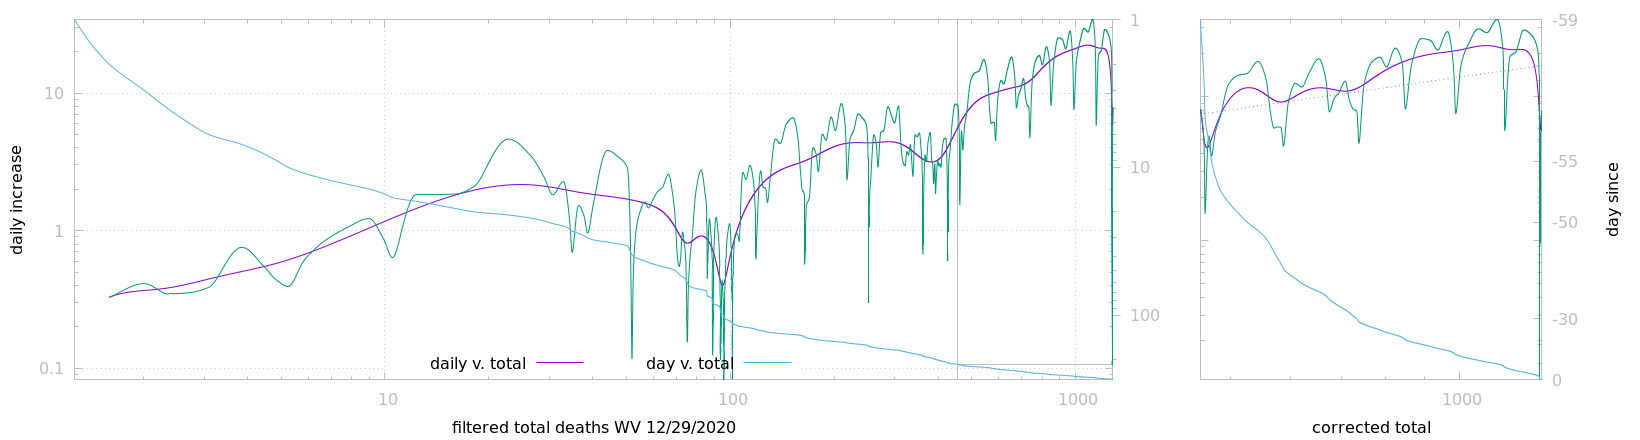 1
-59
10
10
-55
daily increase
day since
1
-50
100
-30
0.1
daily v. total
day v. total
0
10
100
1000
1000
filtered total deaths WV 12/29/2020
corrected total